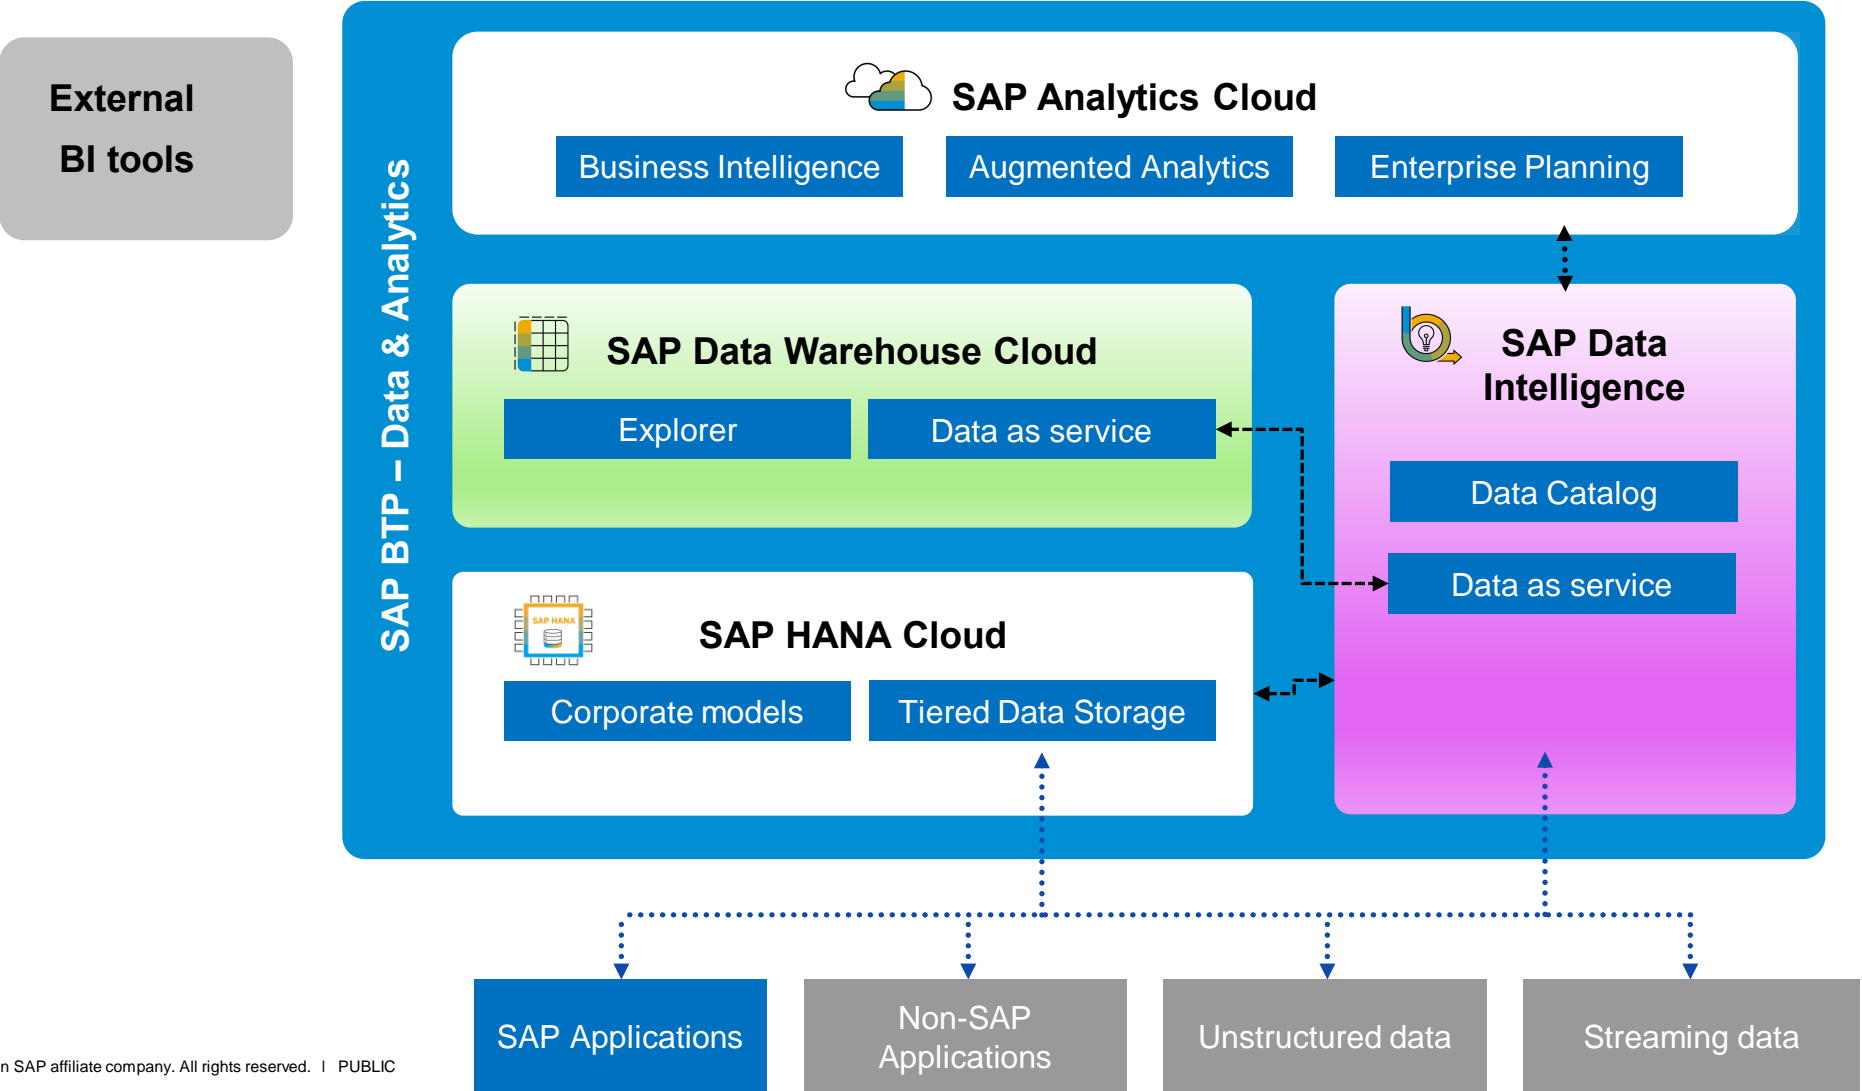 External
BI tools
SAP BTP – Data & Analytics
SAP Analytics Cloud
Business Intelligence
Augmented Analytics
Enterprise Planning
SAP Data Warehouse Cloud
Explorer
Data as service
SAP Data
Intelligence
Data Catalog
Data as service
SAP HANA
SAP HANA Cloud
Corporate models
Tiered Data Storage
SAP Applications
Non-SAP
Applications
Unstructured data
Streaming data
n SAP affiliate company. All rights reserved. ǀ PUBLIC